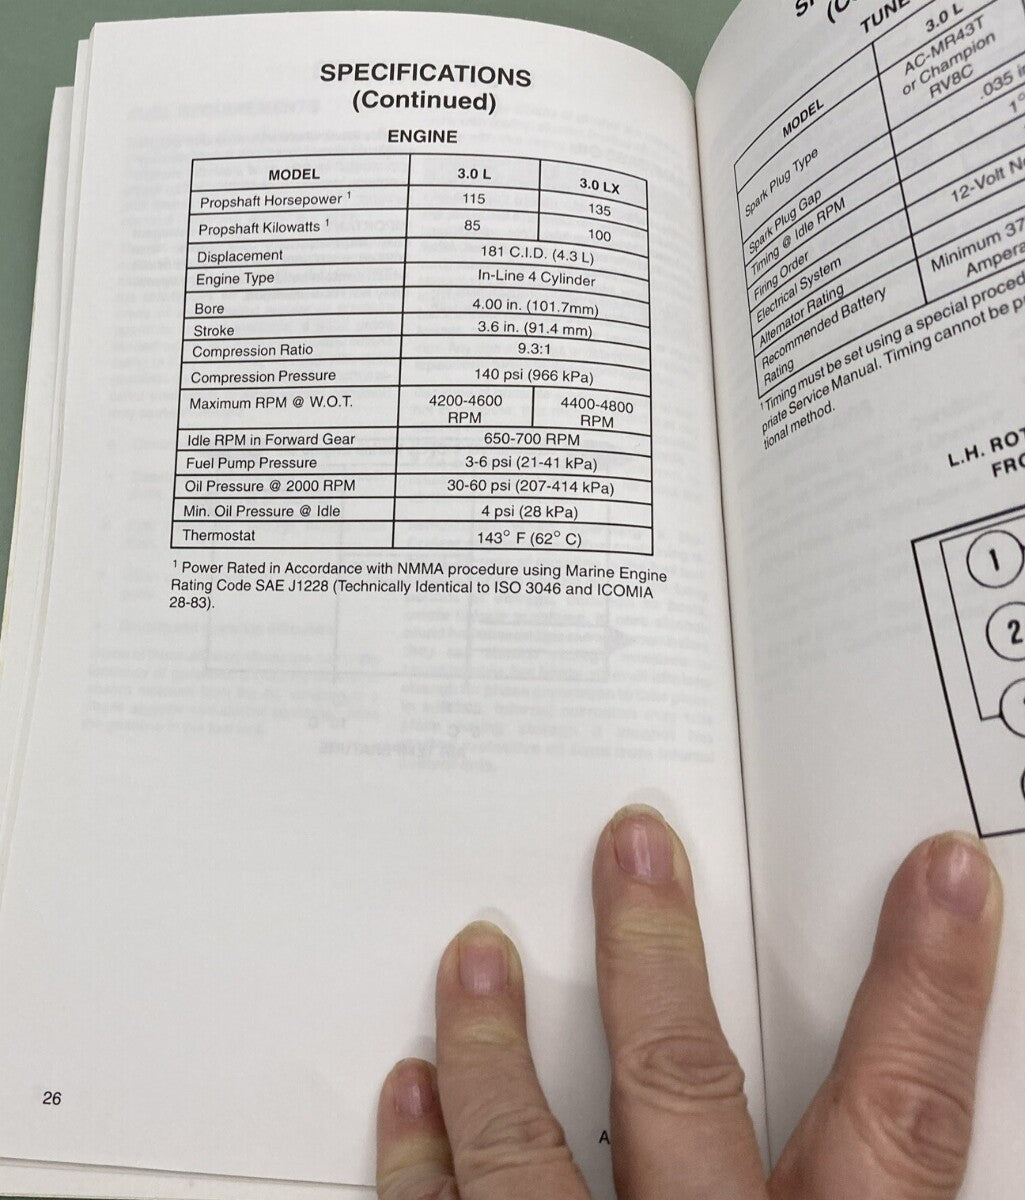 SPECIFICATIONS
(Continued)
ENGINE
MODEL 3.0 L 3.0 LX
Propshaft Horsepower 1 115 135
Propshaft Kilowatts 1 85 100
Displacement 181 C.I.D. (4.3 L)
Engine Type In-Line 4 Cylinder
Bore 4.00 in. (101.7mm)
Stroke 3.6 in. (91.4 mm)
Compression Ratio 9.3:1
Compression Pressure 140 psi (966 kPa)
Maximum RPM @ W.O.T. 4200-4600 RPM 4400-4800 RPM
Idle RPM in Forward Gear 650-700 RPM
Fuel Pump Pressure 3-6 psi (21-41 kPa)
Oil Pressure @ 2000 RPM 30-60 psi (207-414 kPa)
Min. Oil Pressure @ Idle 4 psi (28 kPa)
Thermostat 143° F (62° C)
1 Power Rated in Accordance with NMMA procedure using Marine Engine
Rating Code SAE J1228 (Technically Identical to ISO 3046 and ICOMIA
28-83).
26
TUNE
MODEL 3.0 L
Spark Plug Type AC-MR43T
or Champion
RV8C
Spark Plug Gap .035
Timing @ Idle RPM 1°
Firing Order
Electrical System 12-Volt
Alternator Rating
Recommended Battery Minimum 37
Rating
1 Timing must be set using a special
priate Service Manual. Timing cannot be
tional method.
L.H.
1
2
A